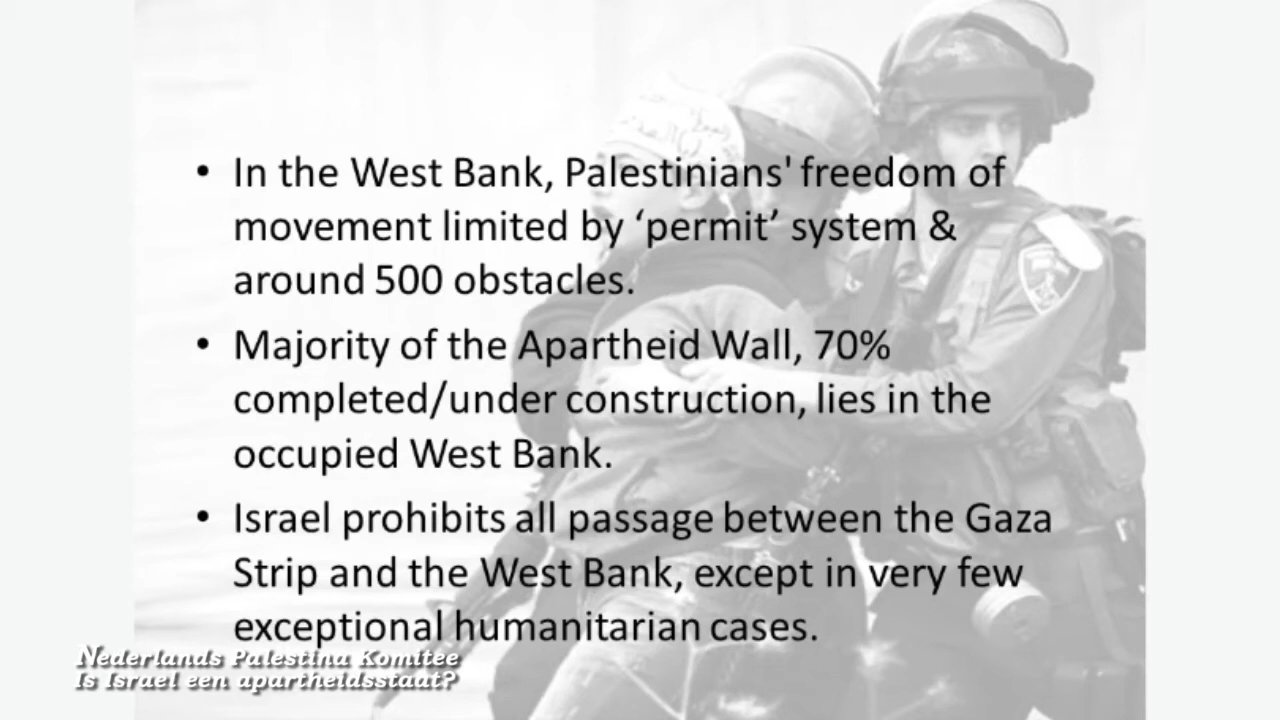 • In the West Bank, Palestinians' freedom of
movement limited by ‘permit’ system &
around 500 obstacles.
• Majority of the Apartheid Wall, 70%
completed/under construction, lies in the
occupied West Bank.
• Israel prohibits all passage between the Gaza
Strip and the West Bank, except in very few
exceptional humanitarian cases.
Nederlands Palestina Komitee
Is Israel een apartheidsstaat?